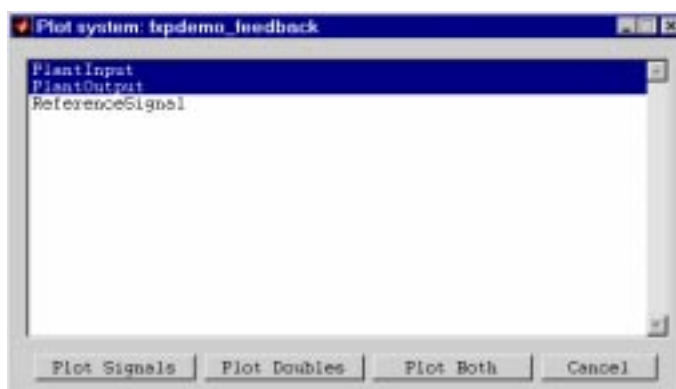 Plot system: fxpdemo_feedback
PlantInput
PlantOutput
ReferenceSignal
Plot Signals
Plot Doubles
Plot Both
Cancel